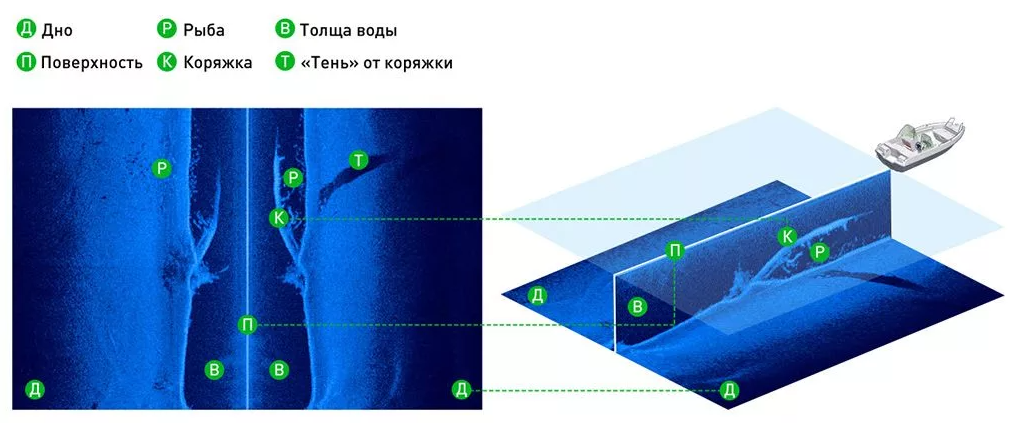 Д Дно Р Рыба В Толща воды
П Поверхность К Коряжка Т «Тень» от коряжки
Р Р Т
К К
П Р
Д
В
П
В В
Д Д Д